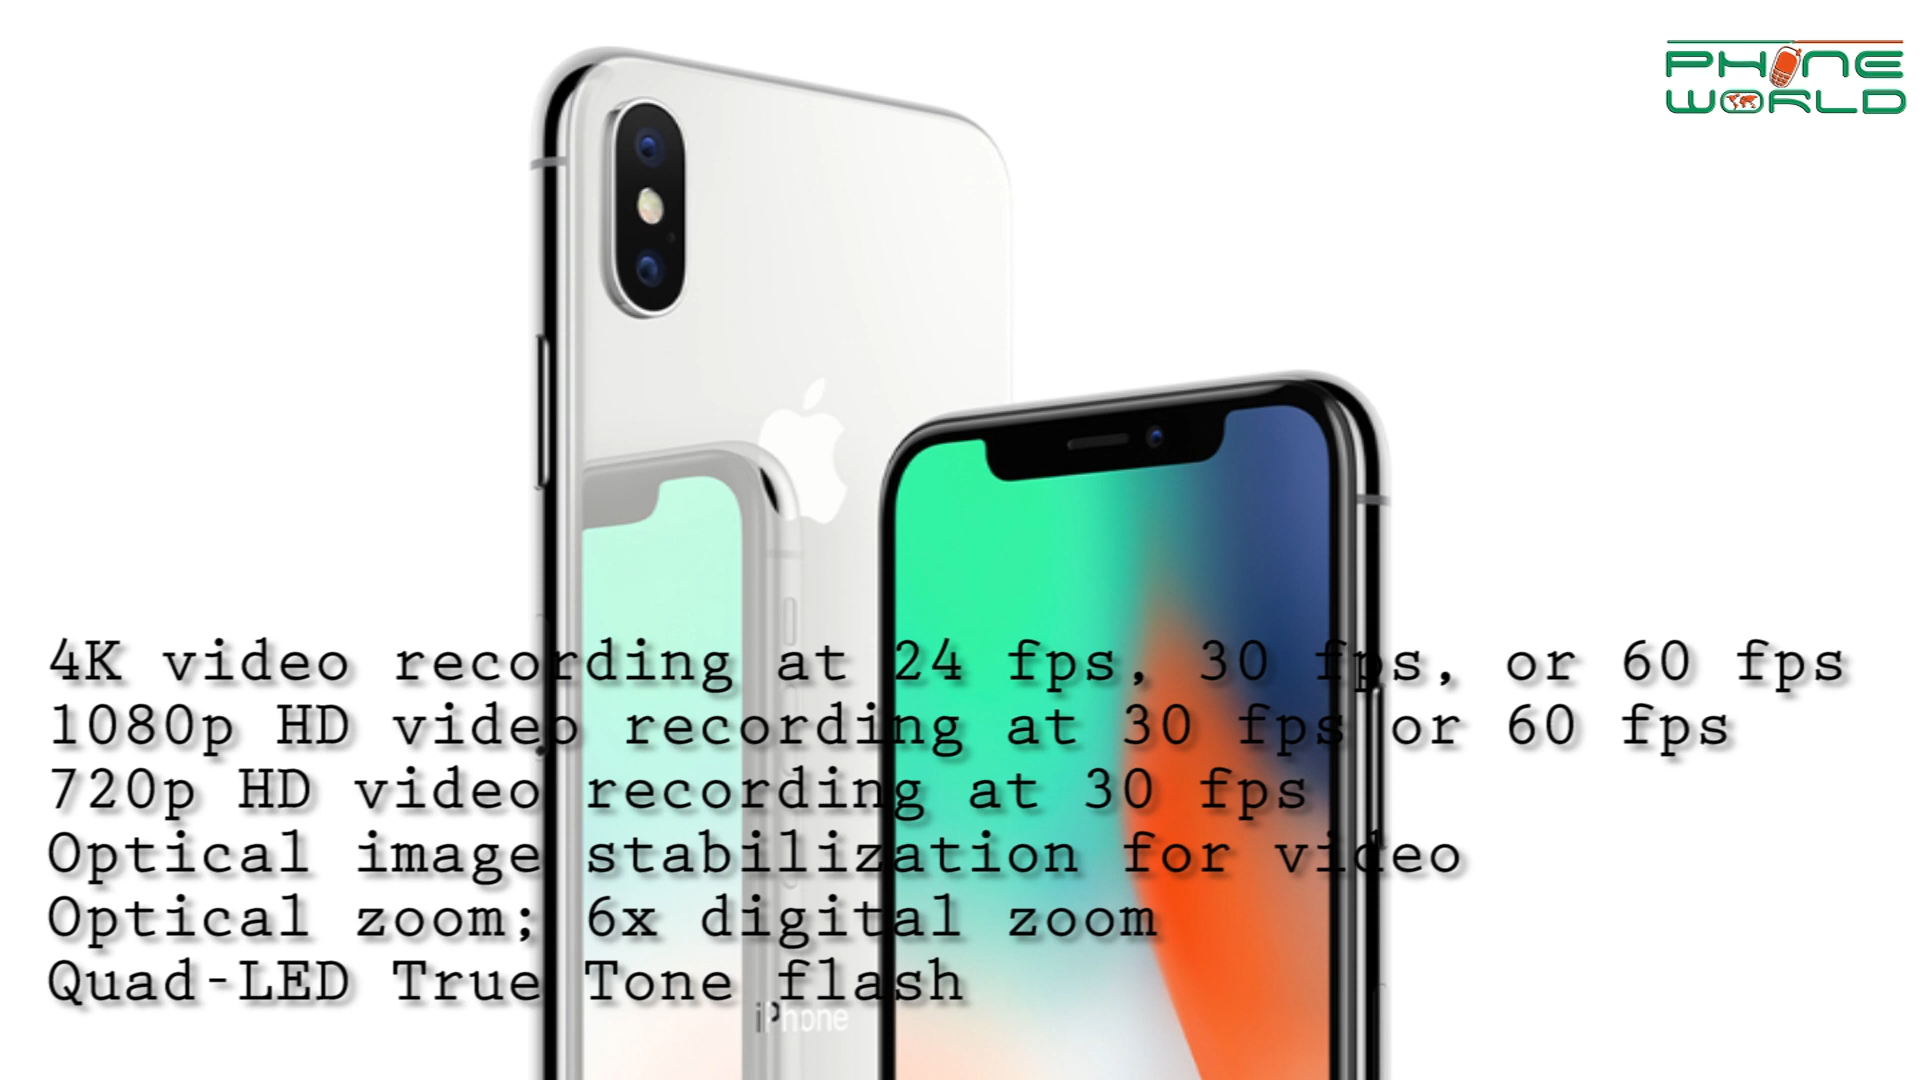 PHONE
WORLD
4K video recording at 24 fps, 30 fps, or 60 fps
1080p HD video recording at 30 fps or 60 fps
720p HD video recording at 30 fps
Optical image stabilization for video
Optical zoom; 6x digital zoom
Quad-LED True Tone flash
iPhone